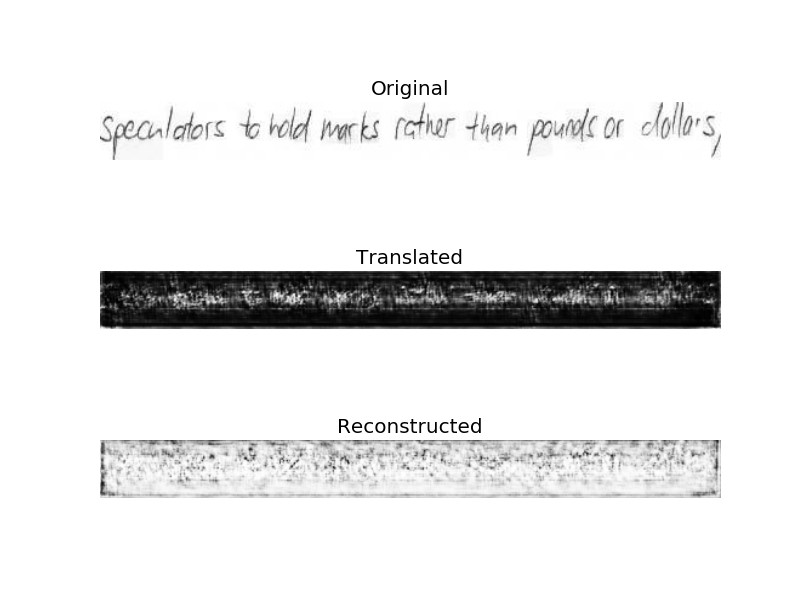 Original
speculators to hold marks rather than pounds or dollars,
Translated
Reconstructed